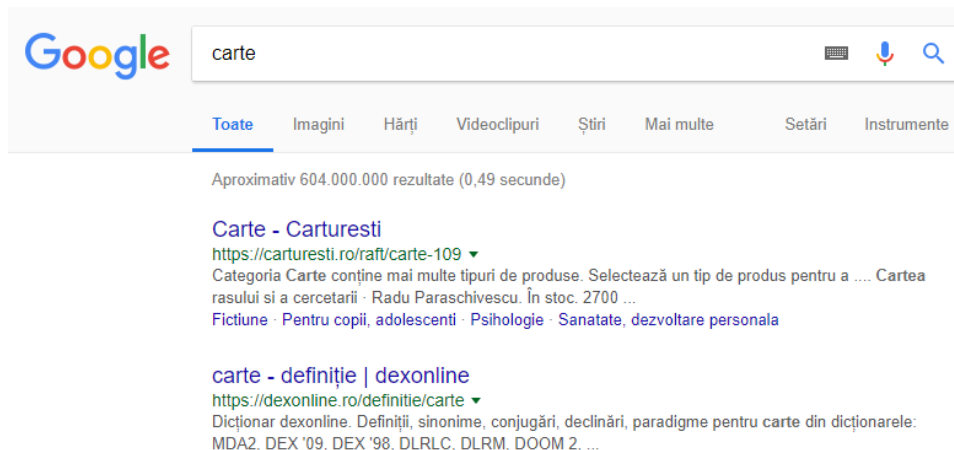 Google
carte
Toate Imagini Hărți Videoclipuri Știri Mai multe Setări Instrumente
Aproximativ 604.000.000 rezultate (0,49 secunde)
Carte - Carturesti
https://carturesti.ro/raft/carte-109
Categoria Carte conține mai multe tipuri de produse. Selectează un tip de produs pentru a .... Cartea
rasului si a cercetarii · Radu Paraschivescu. În stoc. 2700 ...
Fictiune · Pentru copii, adolescenti · Psihologie · Sanatate, dezvoltare personala
carte - definiție | dexonline
https://dexonline.ro/definitie/carte
Dicționar dexonline. Definiții, sinonime, conjugări, declinări, paradigme pentru carte din dicționarele:
MDA2, DEX '09, DEX '98, DLRLC, DLRM, DOOM 2, ...